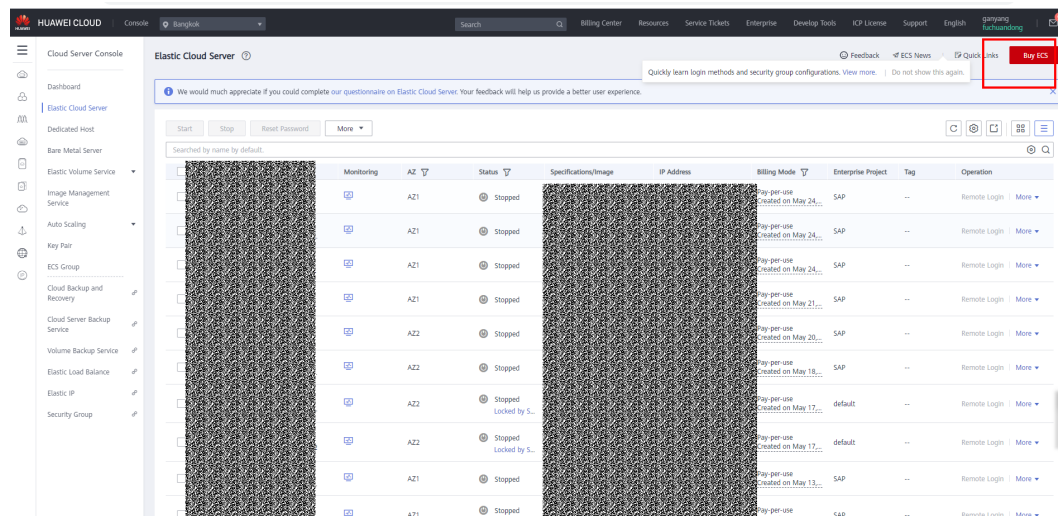 HUAWEI
HUAWEI CLOUD Console Bangkok Search Billing Center Resources Service Tickets Enterprise Develop Tools ICP License Support English ganyang
fuchuandong
Cloud Server Console
Elastic Cloud Server Feedback ECS News Quick Links Buy ECS
Quickly learn login methods and security group configurations. View more. | Do not show this again.
We would much appreciate if you could complete our questionnaire on Elastic Cloud Server. Your feedback will help us provide a better user experience.
Dashboard
Elastic Cloud Server
Dedicated Host
Bare Metal Server
Elastic Volume Service
Image Management
Service
Auto Scaling
Key Pair
ECS Group
Cloud Backup and
Recovery
Cloud Server Backup
Service
Volume Backup Service
Elastic Load Balance
Elastic IP
Security Group
Start Stop Reset Password More
Searched by name by default.
Monitoring AZ Status Specifications/Image IP Address Billing Mode Enterprise Project Tag Operation
AZ1 Stopped Pay-per-use
Created on May 24,... SAP -- Remote Login More
AZ1 Stopped Pay-per-use
Created on May 24,... SAP -- Remote Login More
AZ1 Stopped Pay-per-use
Created on May 24,... SAP -- Remote Login More
AZ1 Stopped Pay-per-use
Created on May 21,... SAP -- Remote Login More
AZ2 Stopped Pay-per-use
Created on May 20,... SAP -- Remote Login More
AZ2 Stopped Pay-per-use
Created on May 18,... SAP -- Remote Login More
AZ2 Stopped Pay-per-use
Locked by S... Created on May 17,... default -- Remote Login More
AZ2 Stopped Pay-per-use
Locked by S... Created on May 17,... default -- Remote Login More
AZ1 Stopped Pay-per-use
Created on May 13,... SAP -- Remote Login More
AZ1 Stopped Pay-per-use
SAP -- Remote Login More